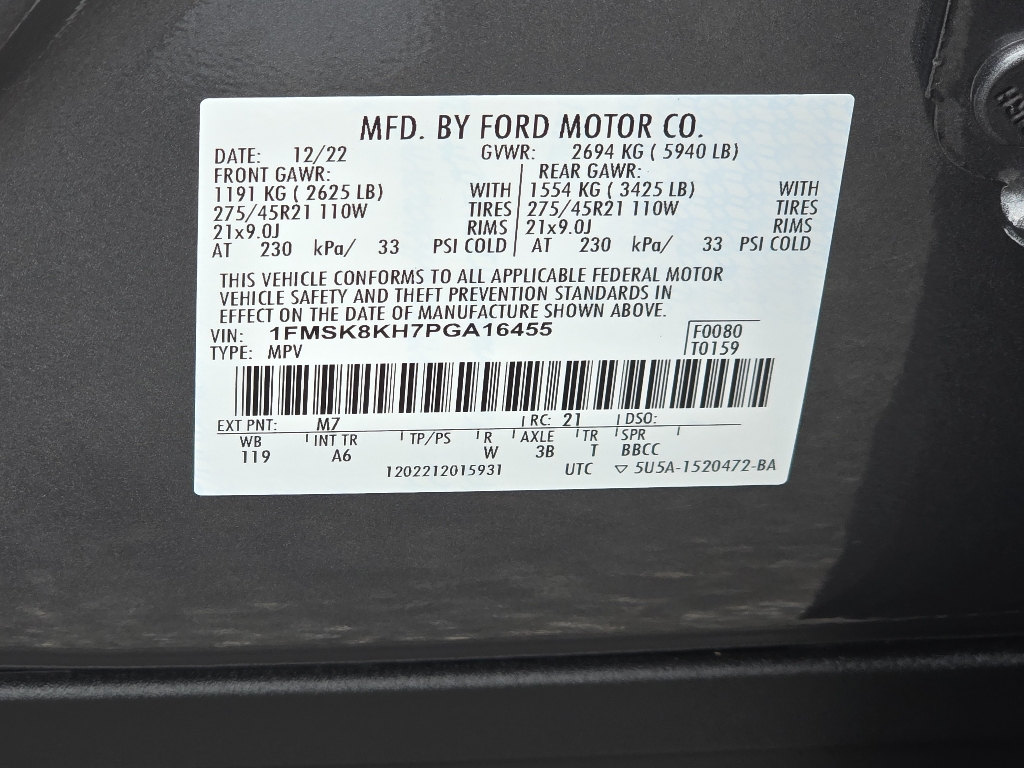 MFD. BY FORD MOTOR CO.
DATE: 12/22 GVWR: 2694 KG ( 5940 LB)
FRONT GAWR: REAR GAWR:
1191 KG ( 2625 LB) WITH 1554 KG ( 3425 LB) WITH
275/45R21 110W TIRES 275/45R21 110W TIRES
21x9.0J RIMS 21x9.0J RIMS
AT 230 kPa/ 33 PSI COLD AT 230 kPa/ 33 PSI COLD
THIS VEHICLE CONFORMS TO ALL APPLICABLE FEDERAL MOTOR
VEHICLE SAFETY AND THEFT PREVENTION STANDARDS IN
EFFECT ON THE DATE OF MANUFACTURE SHOWN ABOVE.
VIN: 1FMSK8KH7PGA16455 F0080
TYPE: MPV T0159
EXT PNT: M7 RC: 21 DSO:
WB INT TR TP/PS R AXLE TR SPR
119 A6 W 3B T BBCC
1202212015931 UTC ▽ 5U5A-1520472-BA